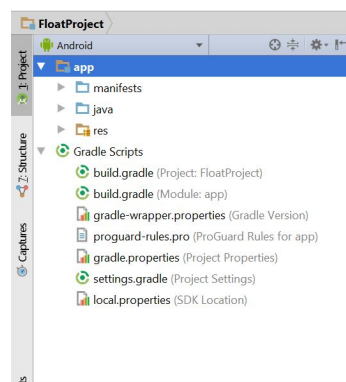 FloatProject
Android
1: Project
app
manifests
java
res
Gradle Scripts
build.gradle (Project: FloatProject)
build.gradle (Module: app)
gradle-wrapper.properties (Gradle Version)
proguard-rules.pro (ProGuard Rules for app)
gradle.properties (Project Properties)
settings.gradle (Project Settings)
local.properties (SDK Location)
7: Structure
Captures